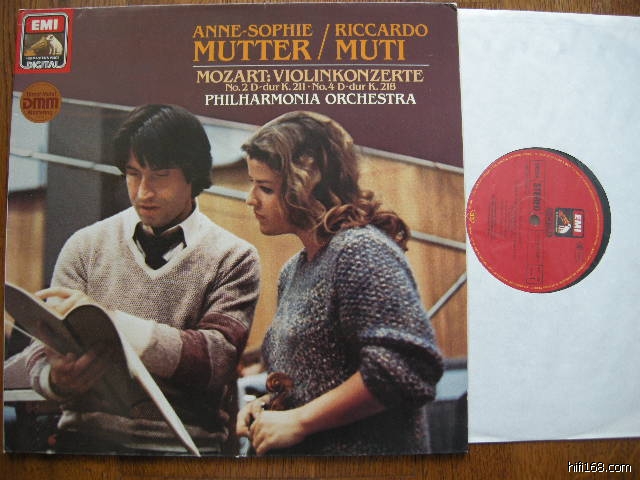 EMI
DIGITAL
ANNE-SOPHIE / RICCARDO
MUTTER / MUTI
MOZART: VIOLINKONZERTE
No. 2 D-dur K. 211 · No. 4 D-dur K. 218
PHILHARMONIA ORCHESTRA
DMM
STEREO
EMI
hifi168.com